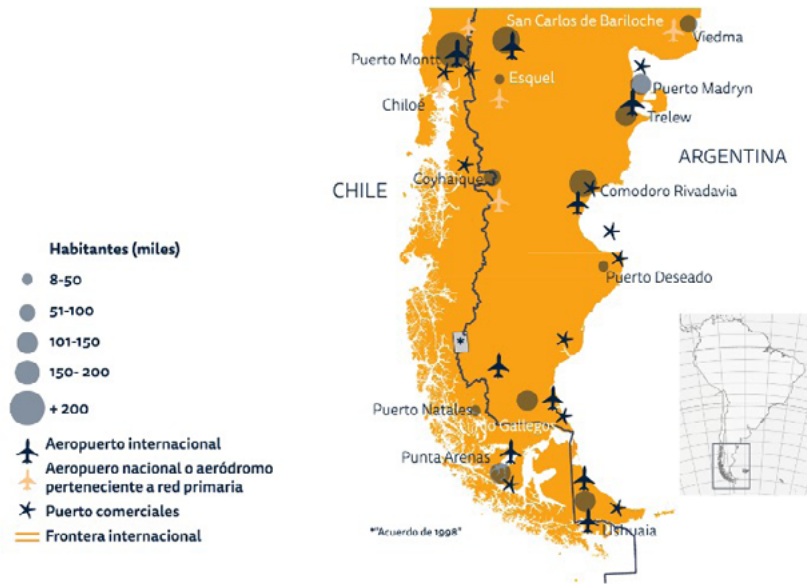 San Carlos de Bariloche
Viedma
Puerto Montt
Esquel
Puerto Madryn
Chiloé
Trelew
ARGENTINA
Coyhaique
CHILE
Comodoro Rivadavia
Habitantes (miles)
8-50
Puerto Deseado
51-100
101-150
*
150- 200
+ 200
Puerto Natales
Río Gallegos
Aeropuerto internacional
Punta Arenas
Aeropuero nacional o aeródromo
perteneciente a red primaria
Puerto comerciales
*"Acuerdo de 1998"
Ushuaia
Frontera internacional